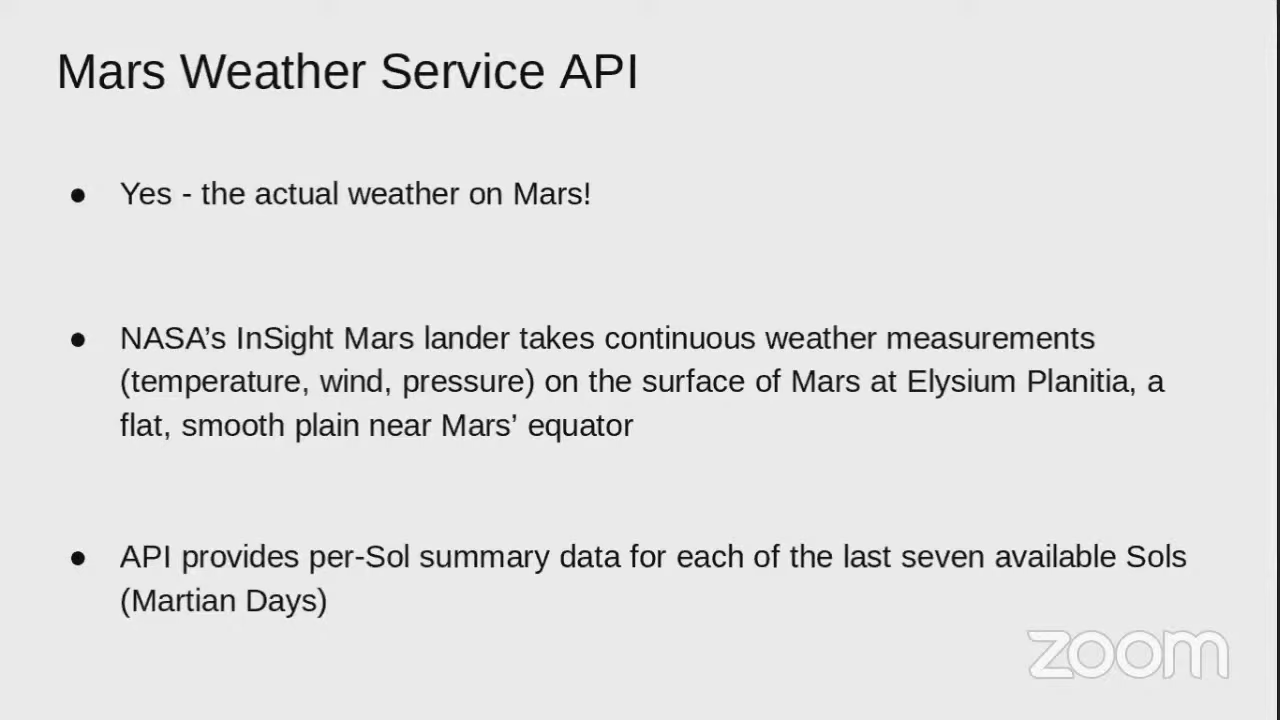 Mars Weather Service API
● Yes - the actual weather on Mars!
● NASA’s InSight Mars lander takes continuous weather measurements
(temperature, wind, pressure) on the surface of Mars at Elysium Planitia, a
flat, smooth plain near Mars’ equator
● API provides per-Sol summary data for each of the last seven available Sols
(Martian Days)
zoom